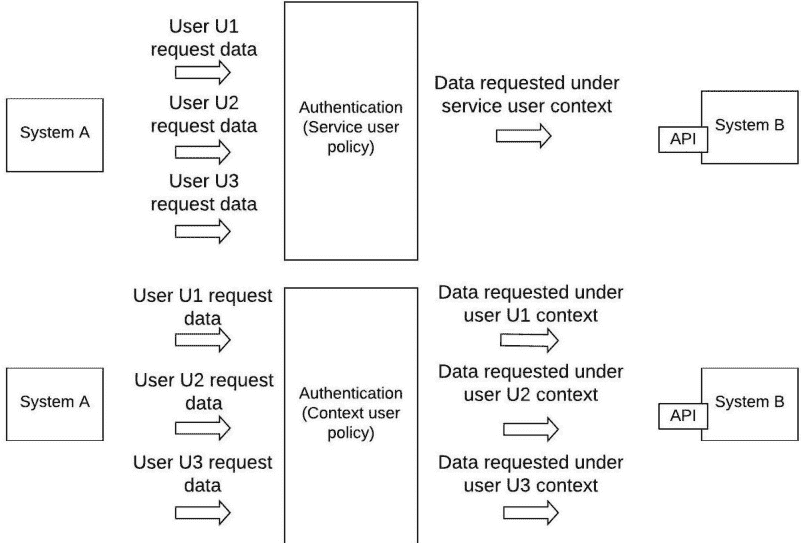 User U1
request data
User U2
request data
User U3
request data
System A
Authentication
(Service user
policy)
Data requested under
service user context
API
System B
User U1 request
data
User U2 request
data
User U3 request
data
System A
Authentication
(Context user
policy)
Data requested under
user U1 context
Data requested under
user U2 context
Data requested under
user U3 context
API
System B